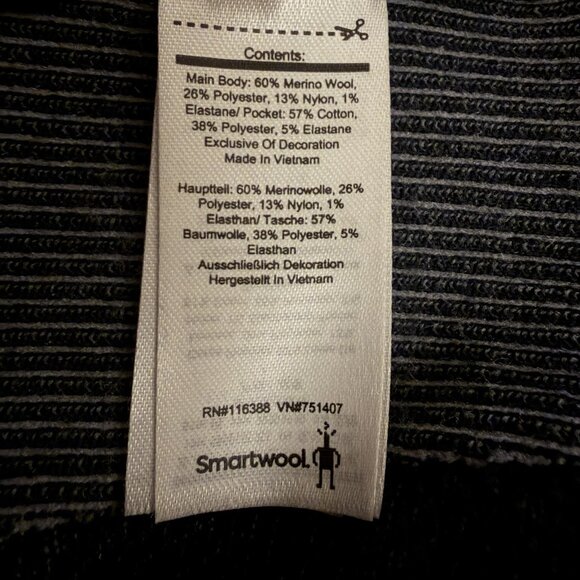 Contents:
Main Body: 60% Merino Wool,
26% Polyester, 13% Nylon, 1%
Elastane/ Pocket: 57% Cotton,
38% Polyester, 5% Elastane
Exclusive Of Decoration
Made In Vietnam
Hauptteil: 60% Merinowolle, 26%
Polyester, 13% Nylon, 1%
Elasthan/ Tasche: 57%
Baumwolle, 38% Polyester, 5%
Elasthan
Ausschließlich Dekoration
Hergestellt In Vietnam
RN#116388 VN#751407
Smartwool.